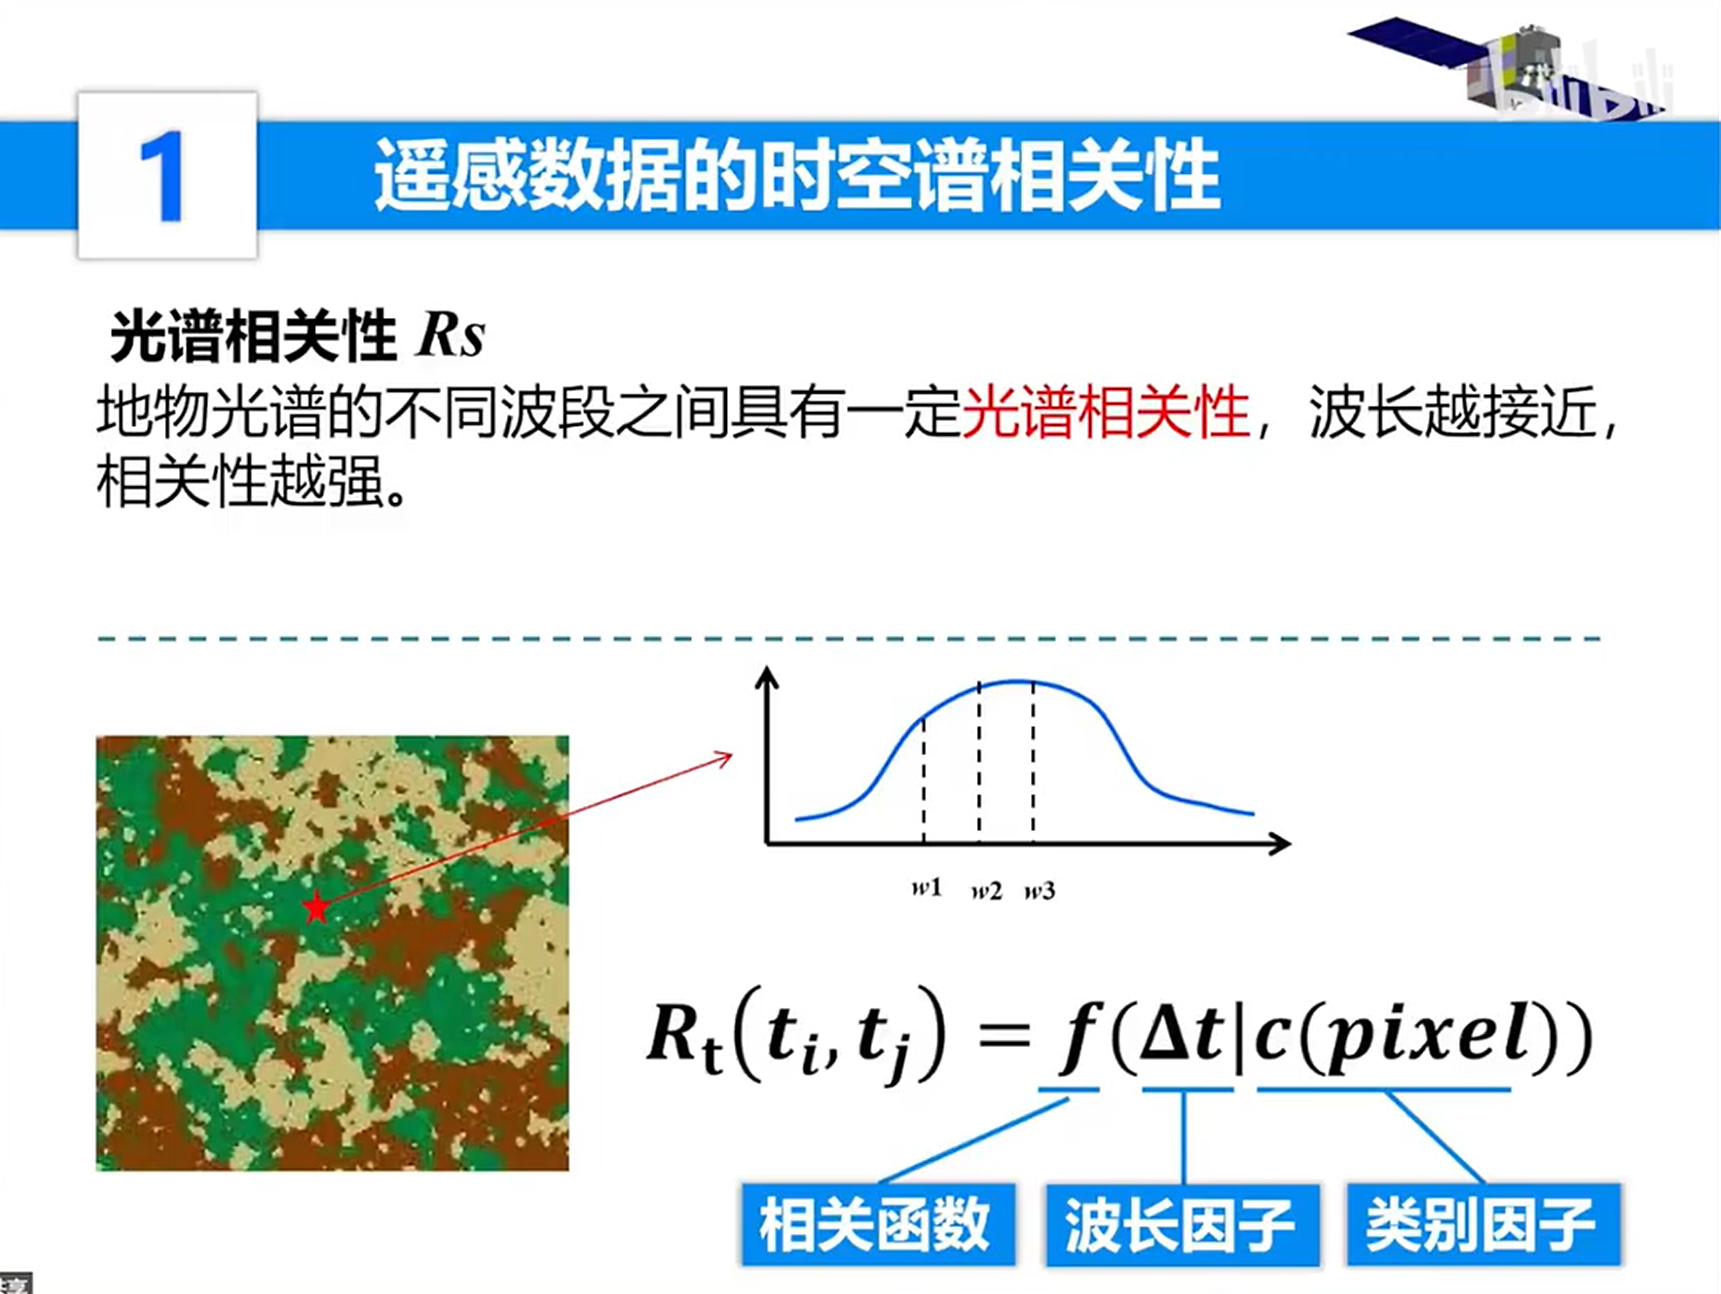 bilibili
1
遥感数据的时空谱相关性
光谱相关性 Rs
地物光谱的不同波段之间具有一定光谱相关性，波长越接近，
相关性越强。
w1 w2 w3
R_t(t_i, t_j) = f(Δt|c(pixel))
相关函数 波长因子 类别因子